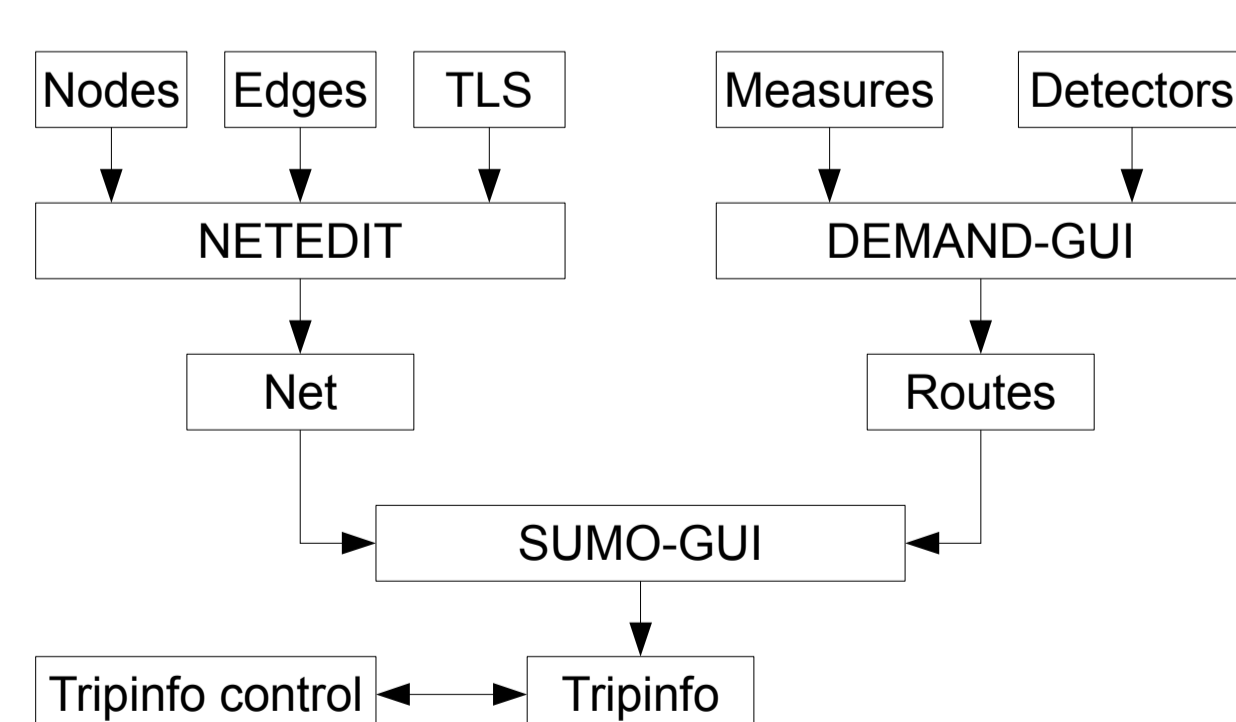 Nodes Edges TLS Measures Detectors
NETEDIT DEMAND-GUI
Net Routes
SUMO-GUI
Tripinfo control Tripinfo